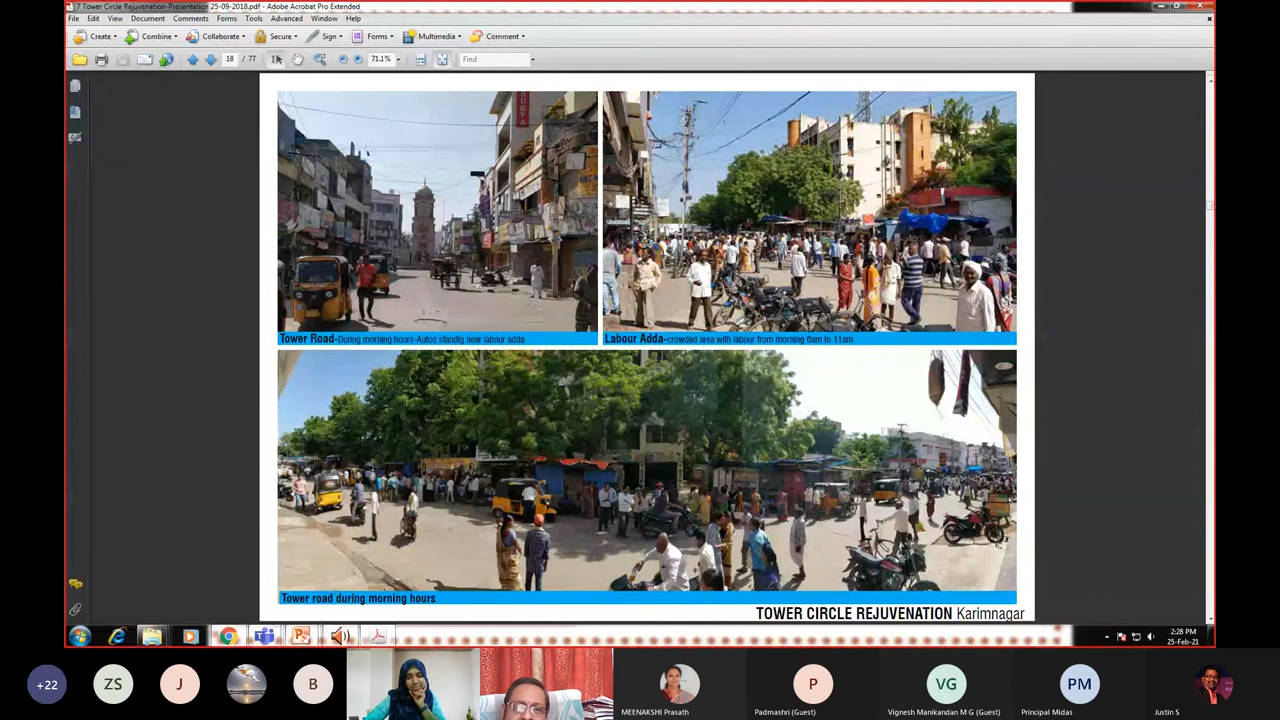 7 Tower Circle Rejuvenation-Presentation 25-09-2018.pdf - Adobe Acrobat Pro Extended
File Edit View Document Comments Forms Tools Advanced Window Help
Create Combine Collaborate Secure Sign Forms Multimedia Comment
18 / 77 71.1% Find
SURYA
Tower Road-During morning hours-Autos standig near labour adda
Labour Adda-crowded area with labour from morning 6am to 11am
Tower road during morning hours
TOWER CIRCLE REJUVENATION Karimnagar
2:28 PM
25-Feb-21
+22 ZS J B P VG PM
MEENAKSHI Prasath Padmashri (Guest) Vignesh Manikandan M G (Guest) Principal Midas Justin S